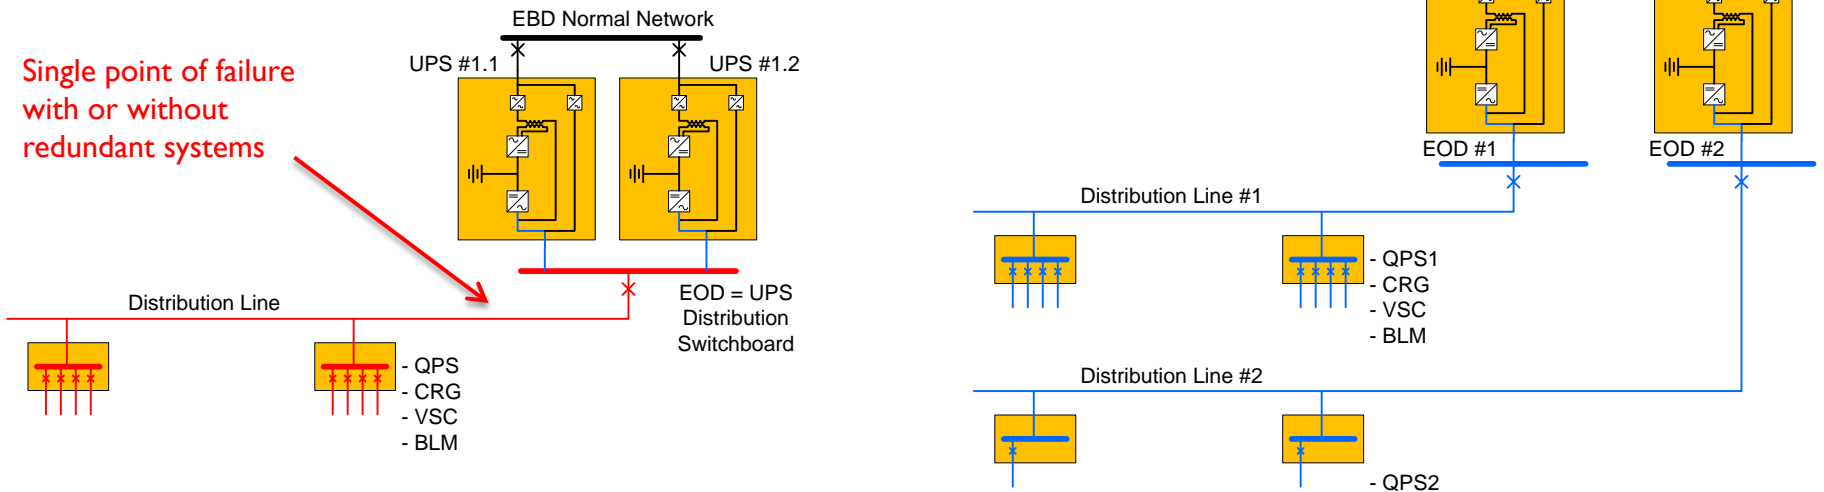 EBD Normal Network
UPS #1.1
UPS #1.2
Single point of failure
with or without
redundant systems
EOD = UPS
Distribution
Switchboard
Distribution Line
- QPS
- CRG
- VSC
- BLM
EOD #1
EOD #2
Distribution Line #1
- QPS1
- CRG
- VSC
- BLM
Distribution Line #2
- QPS2